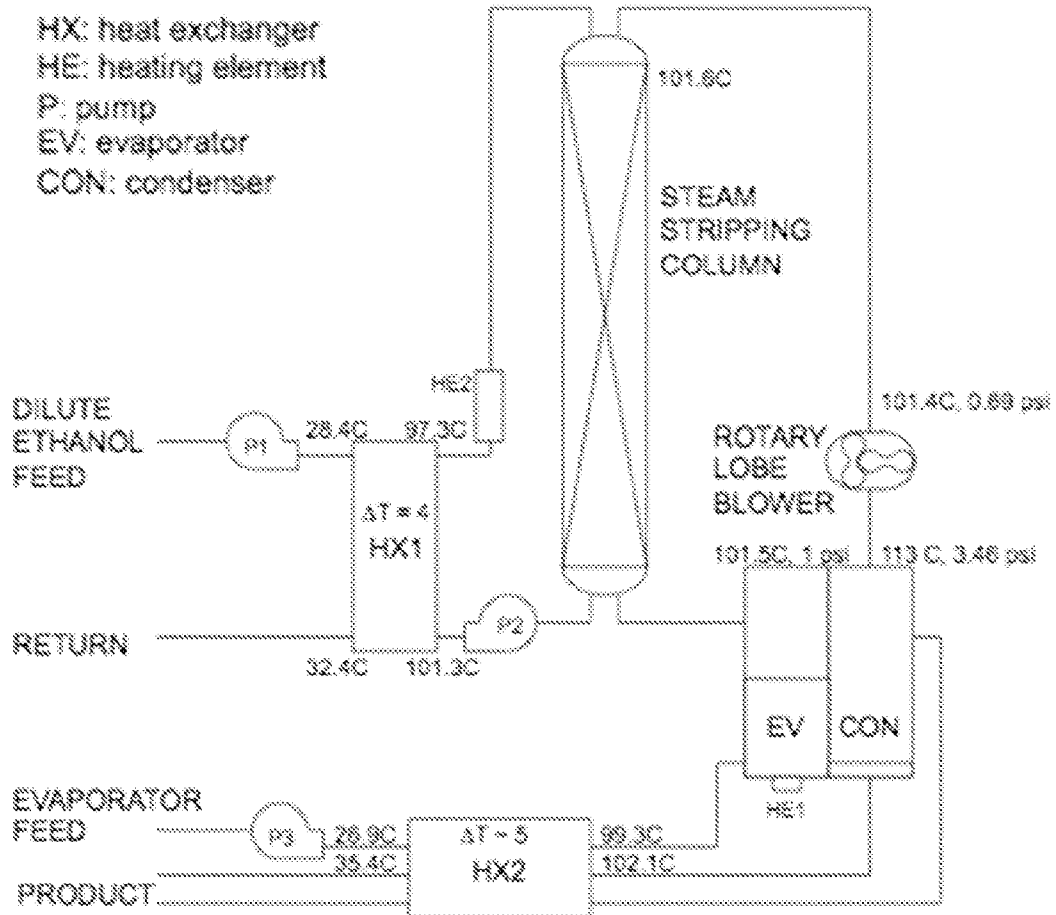 HX: heat exchanger
HE: heating element
P: pump
EV: evaporator
CON: condenser
101.6C
STEAM
STRIPPING
COLUMN
HE2
DILUTE
ETHANOL
FEED
P1
28.4C
97.3C
101.4C, 0.69 psi
ROTARY
LOBE
BLOWER
ΔT = 4
HX1
101.5C, 1 psi
113 C, 3.46 psi
P2
RETURN
32.4C
101.3C
EV
CON
HE1
EVAPORATOR
FEED
P3
26.9C
ΔT ~ 5
99.3C
35.4C
HX2
102.1C
PRODUCT